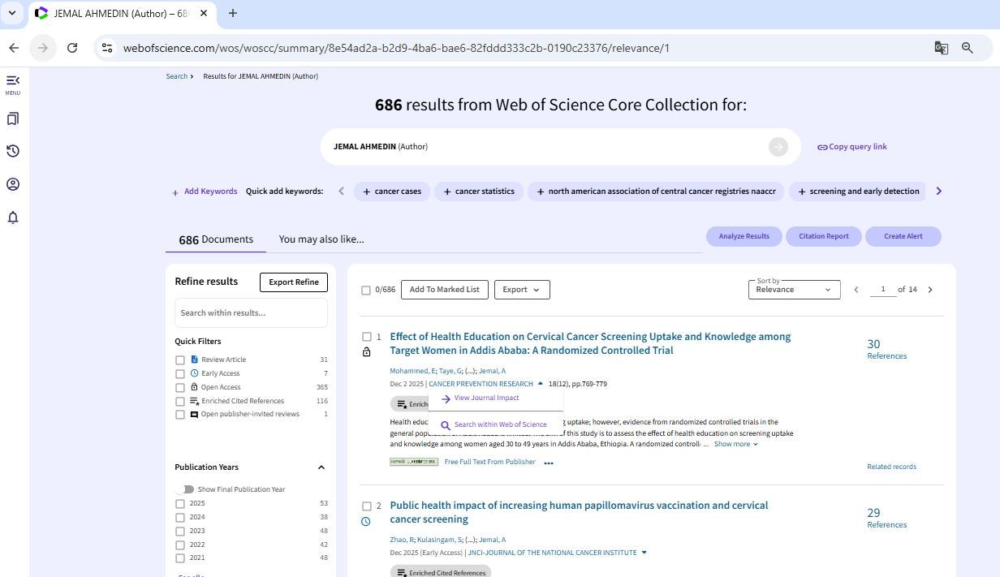 JEMAL AHMEDIN (Author) – 68
webofscience.com/wos/woscc/summary/8e54ad2a-b2d9-4ba6-bae6-82fddd333c2b-0190c23376/relevance/1
MENU
Search > Results for JEMAL AHMEDIN (Author)
686 results from Web of Science Core Collection for:
JEMAL AHMEDIN (Author)
Copy query link
+ Add Keywords Quick add keywords:
+ cancer cases
+ cancer statistics
+ north american association of central cancer registries naaccr
+ screening and early detection
686 Documents
You may also like...
Analyze Results
Citation Report
Create Alert
Refine results
Export Refine
Search within results...
Quick Filters
Review Article 31
Early Access 7
Open Access 365
Enriched Cited References 116
Open publisher-invited reviews 1
Publication Years
Show Final Publication Year
2025 53
2024 38
2023 48
2022 42
2021 48
0/686
Add To Marked List
Export
Sort by
Relevance
1 of 14
1
Effect of Health Education on Cervical Cancer Screening Uptake and Knowledge among
Target Women in Addis Ababa: A Randomized Controlled Trial
Mohammed, E; Taye, G; (...); Jemal, A
Dec 2 2025 | CANCER PREVENTION RESEARCH 18(12), pp.769-779
Enrich
View Journal Impact
Search within Web of Science
Health educ g uptake; however, evidence from randomized controlled trials in the
general popu of this study is to assess the effect of health education on screening uptake
and knowledge among women aged 30 to 49 years in Addis Ababa, Ethiopia. A randomized controll ... Show more
Free Full Text From Publisher
30
References
Related records
2
Public health impact of increasing human papillomavirus vaccination and cervical
cancer screening
Zhao, R; Kulasingam, S; (...); Jemal, A
Dec 2025 (Early Access) | JNCI-JOURNAL OF THE NATIONAL CANCER INSTITUTE
Enriched Cited References
29
References